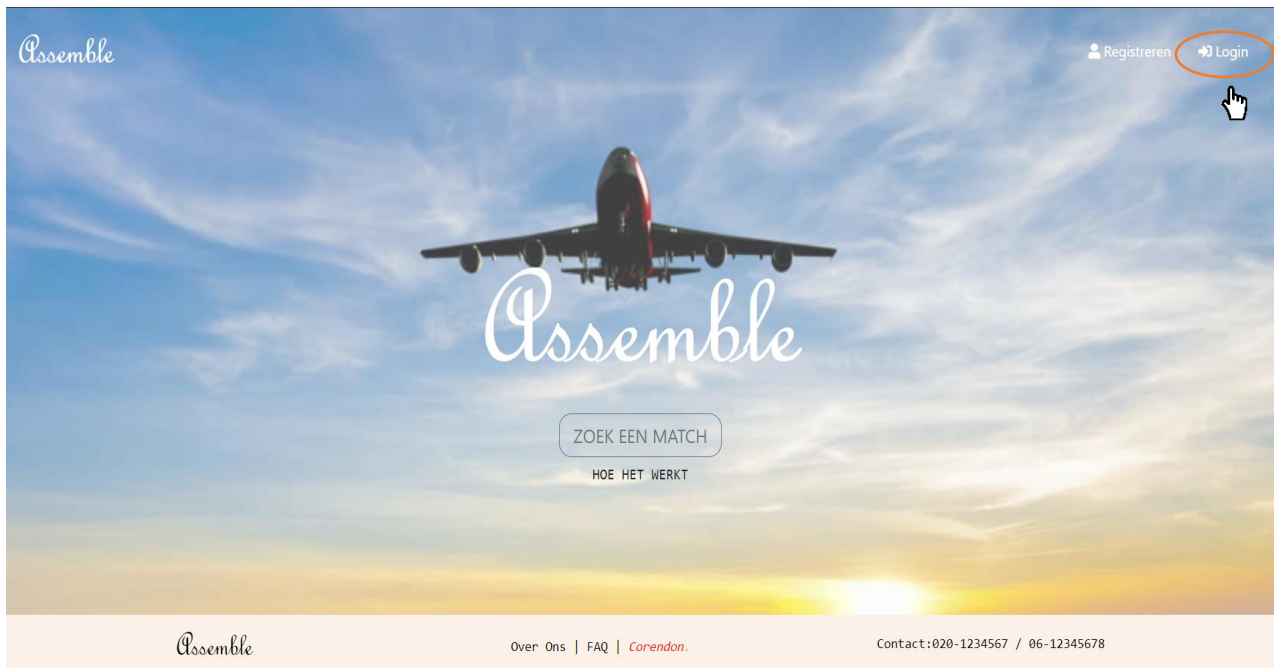 Assemble
Registreren Login
Assemble
ZOEK EEN MATCH
HOE HET WERKT
Assemble
Over Ons | FAQ | Corendon.
Contact:020-1234567 / 06-12345678